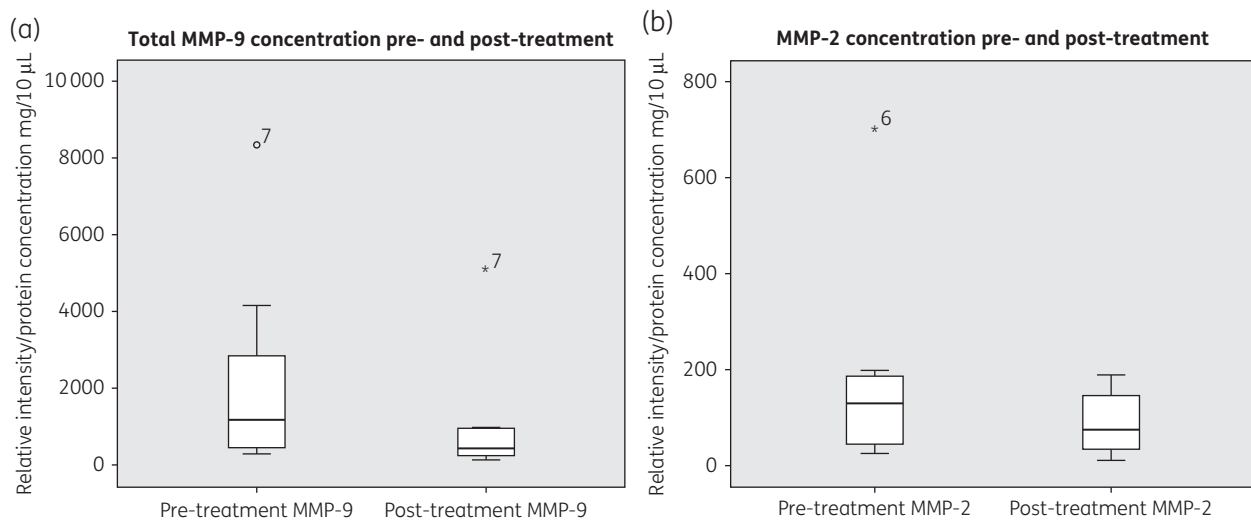 (a)
Total MMP-9 concentration pre- and post-treatment
Relative intensity/protein concentration mg/10 µL
10 000
8000
6000
4000
2000
0
7
7
Pre-treatment MMP-9
Post-treatment MMP-9
(b)
MMP-2 concentration pre- and post-treatment
Relative intensity/protein concentration mg/10 µL
800
600
400
200
0
* 6
Pre-treatment MMP-2
Post-treatment MMP-2